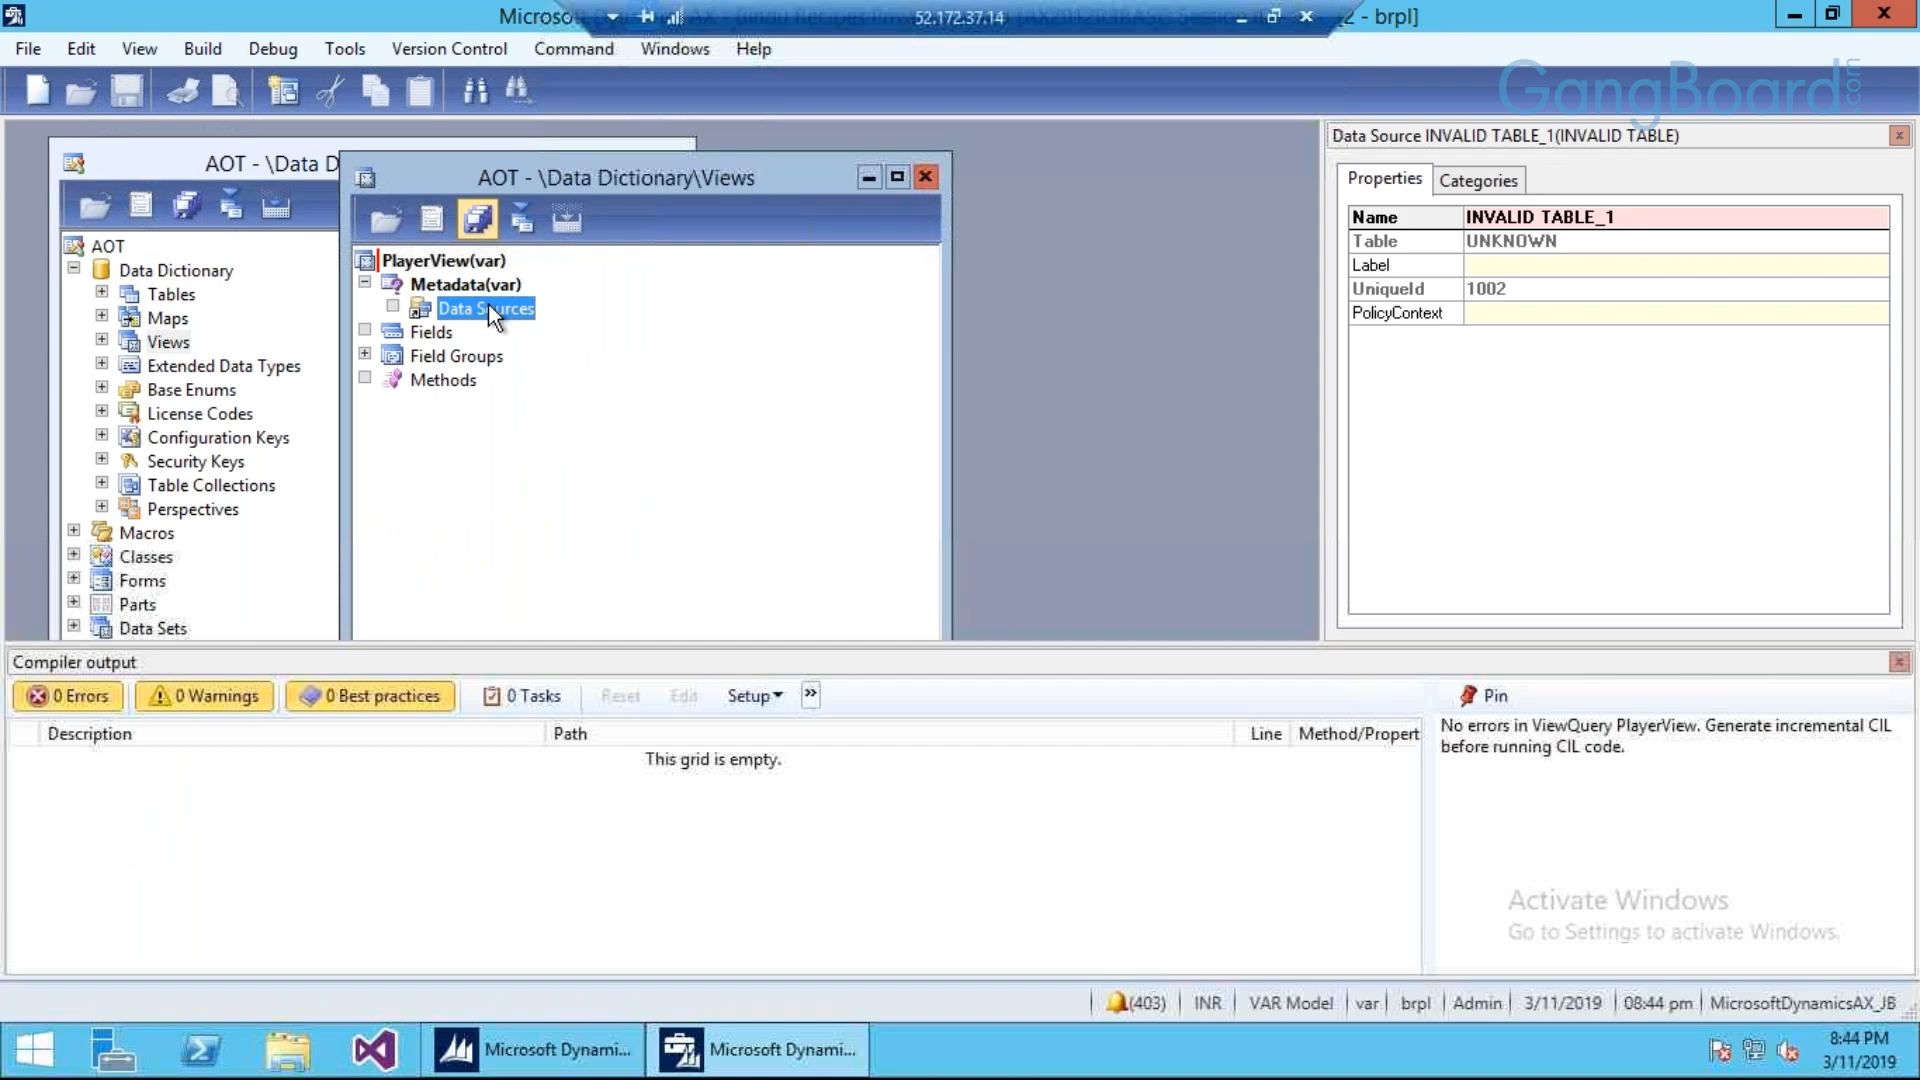 Microso
52.172.37.14
2 - brpl]
File Edit View Build Debug Tools Version Control Command Windows Help
GangBoard.com
Data Source INVALID TABLE_1(INVALID TABLE)
AOT - \Data D
AOT - \Data Dictionary\Views
Properties Categories
Name INVALID TABLE_1
Table UNKNOWN
Label
UniqueId 1002
PolicyContext
AOT
Data Dictionary
Tables
Maps
Views
Extended Data Types
Base Enums
License Codes
Configuration Keys
Security Keys
Table Collections
Perspectives
Macros
Classes
Forms
Parts
Data Sets
PlayerView(var)
Metadata(var)
Data Sources
Fields
Field Groups
Methods
Compiler output
0 Errors 0 Warnings 0 Best practices 0 Tasks Reset Edit Setup »
Pin
Description Path Line Method/Propert
This grid is empty.
No errors in ViewQuery PlayerView. Generate incremental CIL
before running CIL code.
Activate Windows
Go to Settings to activate Windows.
(403) INR VAR Model var brpl Admin 3/11/2019 08:44 pm MicrosoftDynamicsAX_JB
Microsoft Dynami... Microsoft Dynami...
8:44 PM
3/11/2019